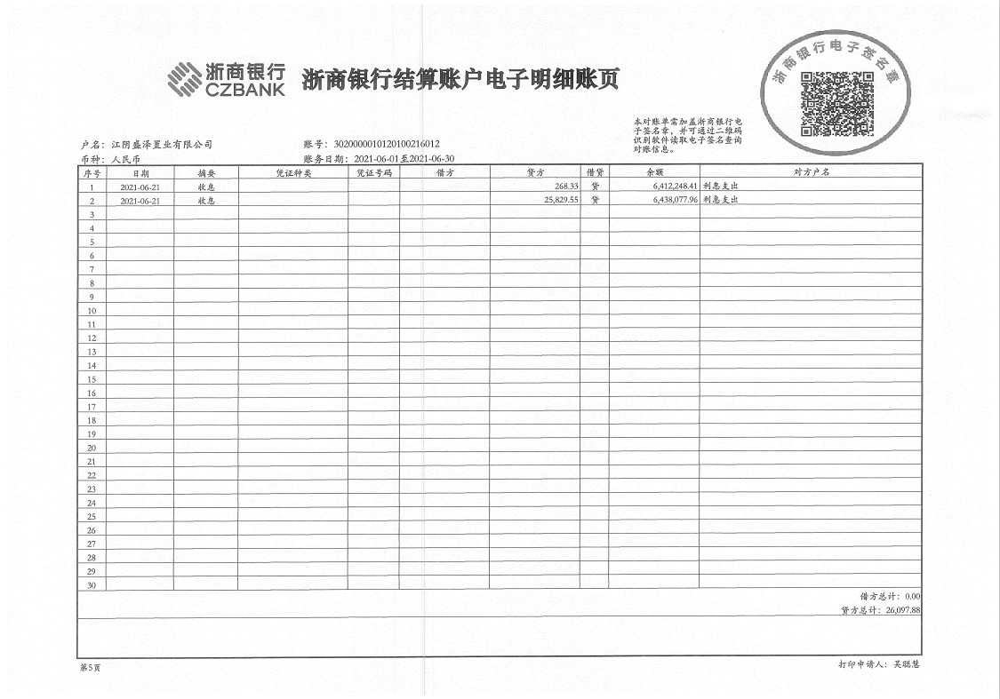 浙商银行
CZBANK
浙商银行结算账户电子明细账页
浙商银行电子签名章
本对账单需加盖浙商银行电
子签名章，并可通过二维码
识别软件读取电子签名查询
对账信息。
户名：江阴盛泽置业有限公司 账号：3020000010120100216012
币种：人民币 账务日期：2021-06-01至2021-06-30
序号 日期 摘要 凭证种类 凭证号码 借方 贷方 借贷 余额 对方户名
1 2021-06-21 收息 268.33 贷 6,412,248.41 利息支出
2 2021-06-21 收息 25,829.55 贷 6,438,077.96 利息支出
3
4
5
6
7
8
9
10
11
12
13
14
15
16
17
18
19
20
21
22
23
24
25
26
27
28
29
30
借方总计：0.00
贷方总计：26,097.88
第5页 打印申请人：吴聪慧